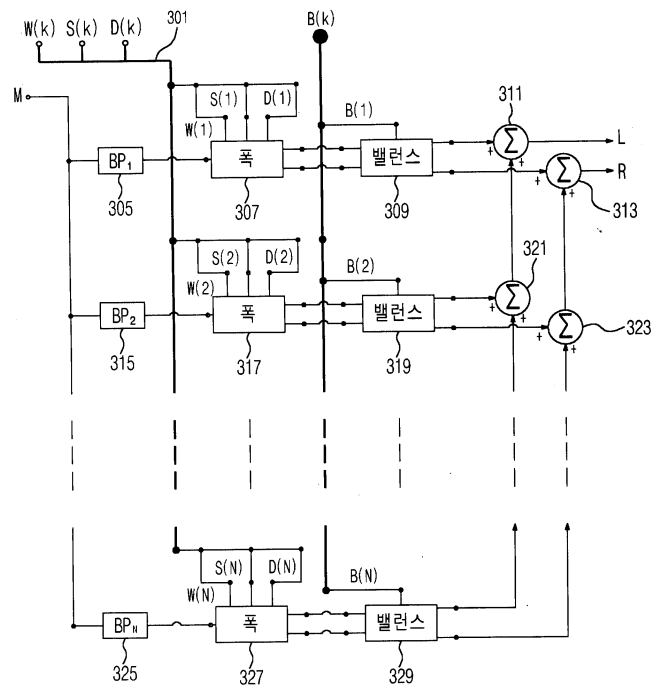 W(k) S(k) D(k) 301 B(k)
M
S(1) D(1) B(1) 311
W(1)
BP₁ 폭 밸런스 Σ L
+ +
Σ R
+ +
305 307 309 313
S(2) D(2) B(2) 321
W(2)
BP₂ 폭 밸런스 Σ
+ +
Σ 323
+ +
315 317 319
S(N) D(N) B(N)
W(N)
BPN 폭 밸런스
325 327 329